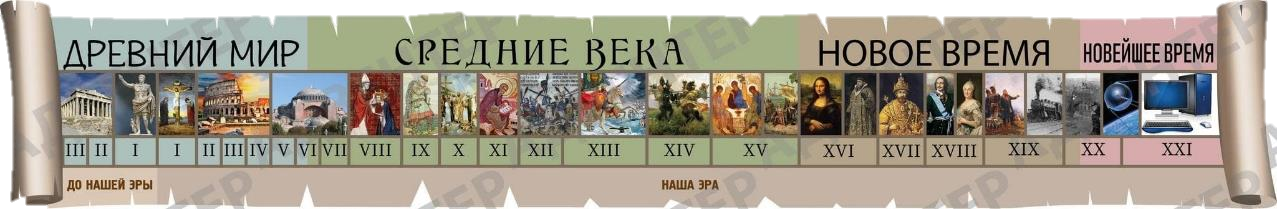 ДРЕВНИЙ МИР СРЕДНИЕ ВЕКА НОВОЕ ВРЕМЯ НОВЕЙШЕЕ ВРЕМЯ
III II I I II III IV V VI VII VIII IX X XI XII XIII XIV XV XVI XVII XVIII XIX XX XXI
ДО НАШЕЙ ЭРЫ НАША ЭРА